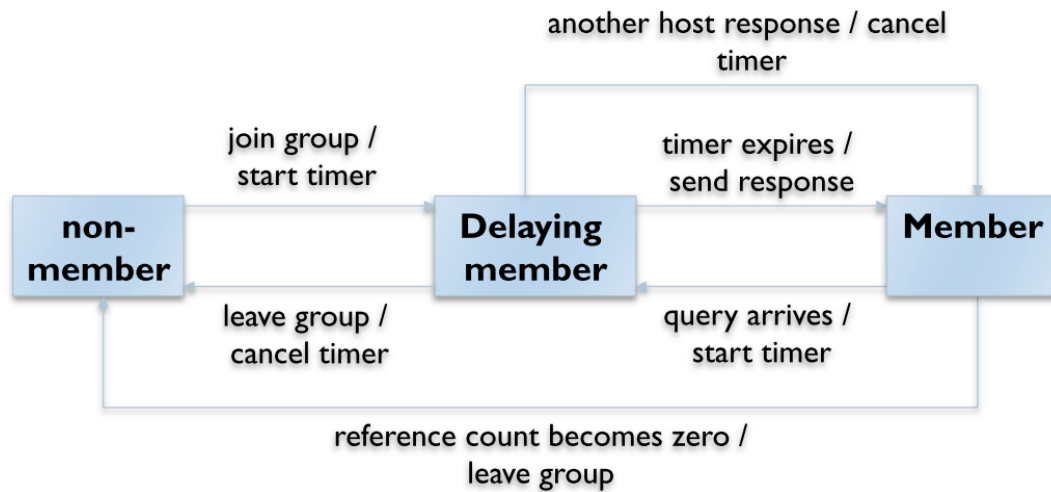 another host response / cancel
timer
join group /
start timer
timer expires /
send response
non-
member
Delaying
member
Member
leave group /
cancel timer
query arrives /
start timer
reference count becomes zero /
leave group